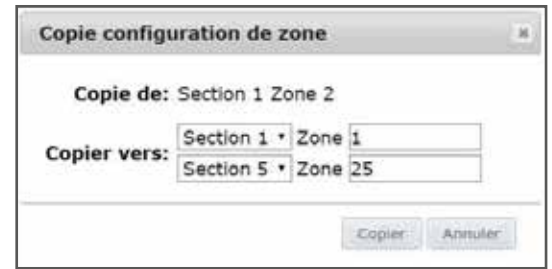 Copie configuration de zone
Copie de: Section 1 Zone 2
Copier vers:
Section 1 Zone 1
Section 5 Zone 25
Copier Annuler